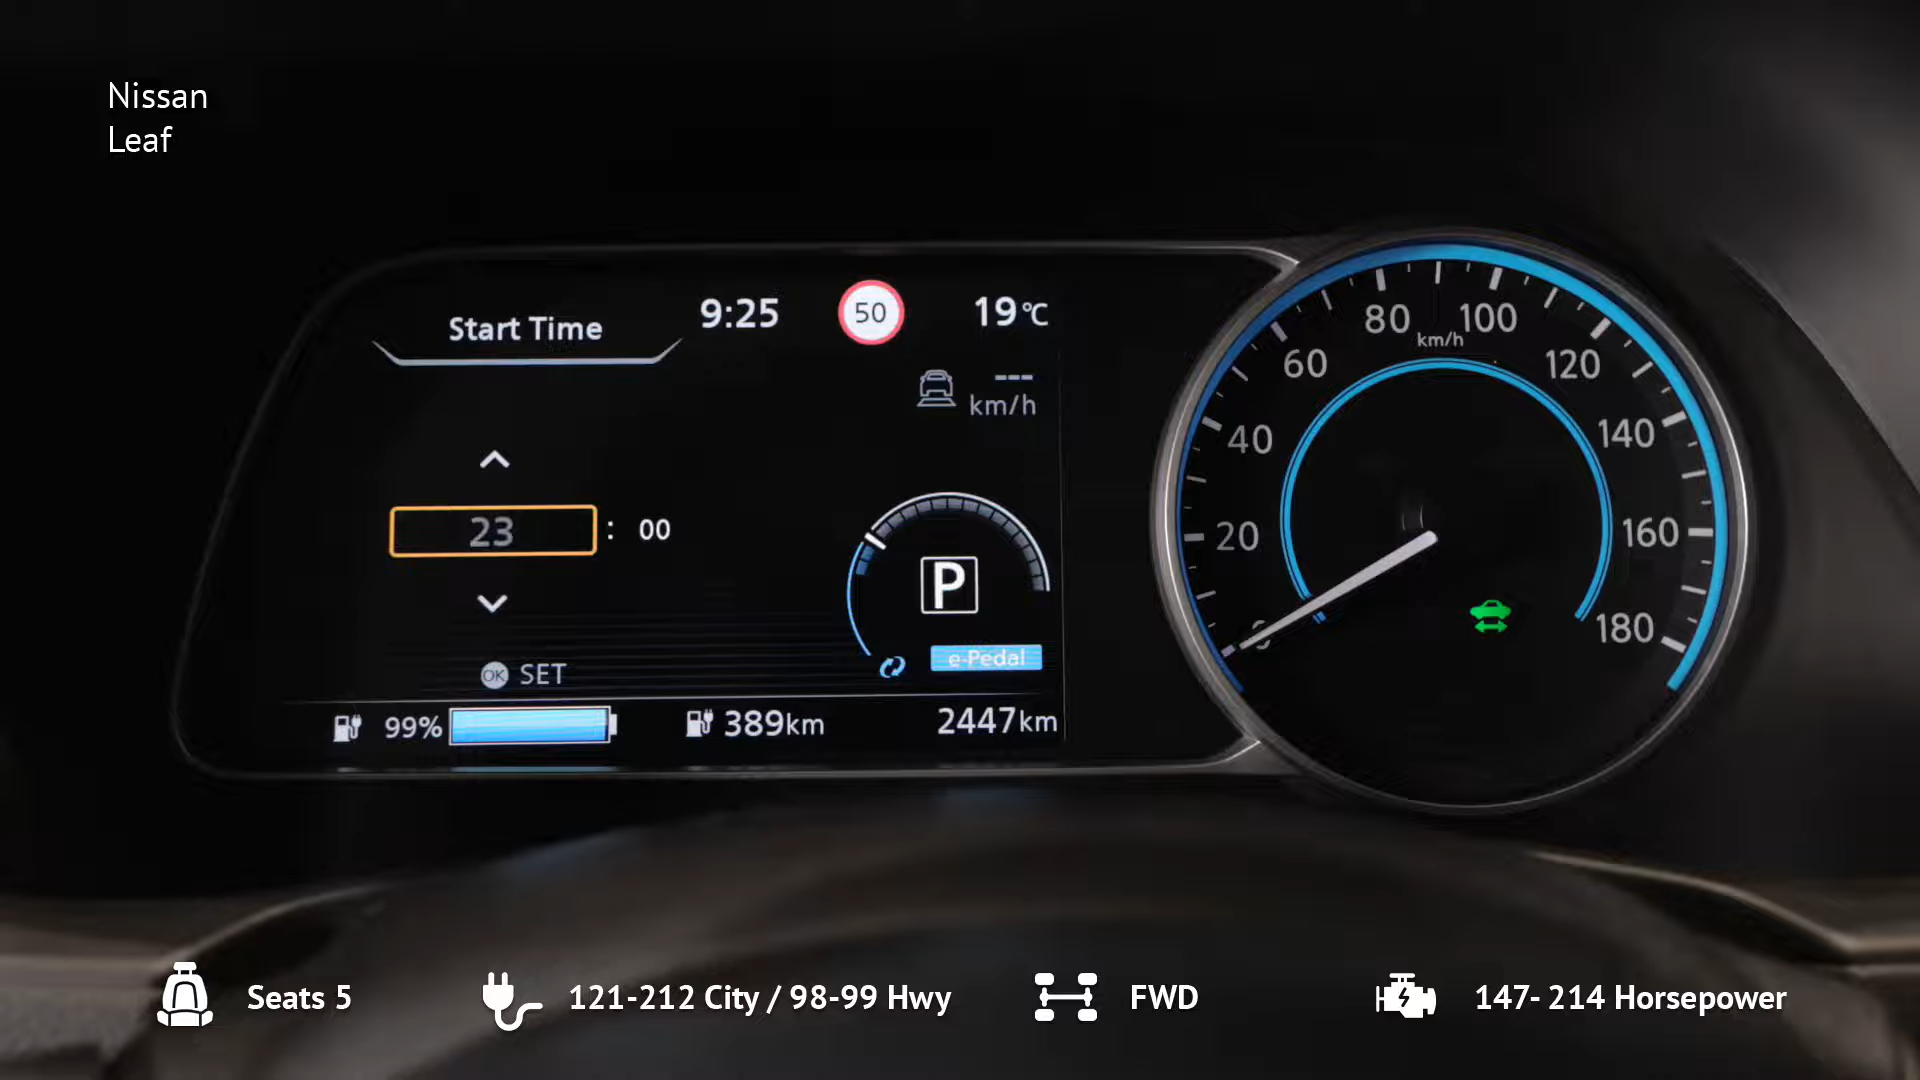 Nissan
Leaf
Start Time
9:25
50
19°C
---
km/h
23 : 00
P
e-Pedal
OK SET
99%
389km
2447km
0
20
40
60
80
100
120
140
160
180
km/h
Seats 5
121-212 City / 98-99 Hwy
FWD
147- 214 Horsepower